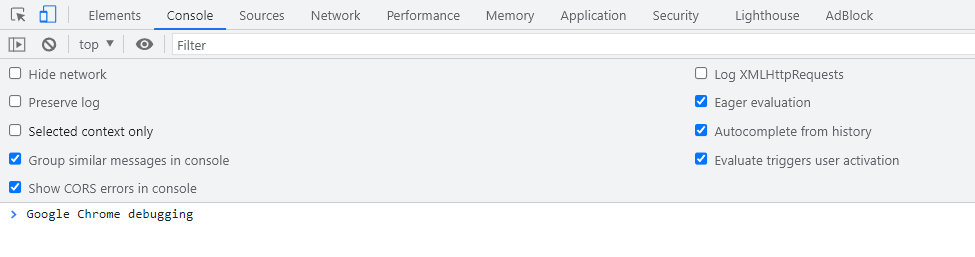 Elements Console Sources Network Performance Memory Application Security Lighthouse AdBlock
top Filter
Hide network Log XMLHttpRequests
Preserve log Eager evaluation
Selected context only Autocomplete from history
Group similar messages in console Evaluate triggers user activation
Show CORS errors in console
Google Chrome debugging